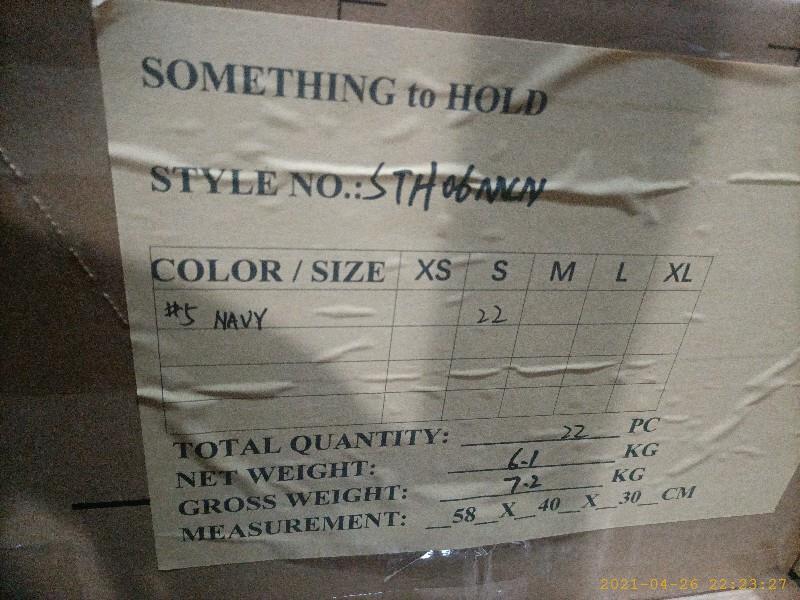 SOMETHING to HOLD
STYLE NO.: STH06NNCN
COLOR / SIZE XS S M L XL
#5 NAVY 22
TOTAL QUANTITY: 22 PC
NET WEIGHT: 6.1 KG
GROSS WEIGHT: 7.2 KG
MEASUREMENT: 58 X 40 X 30 CM
2021-04-26 22:23:27